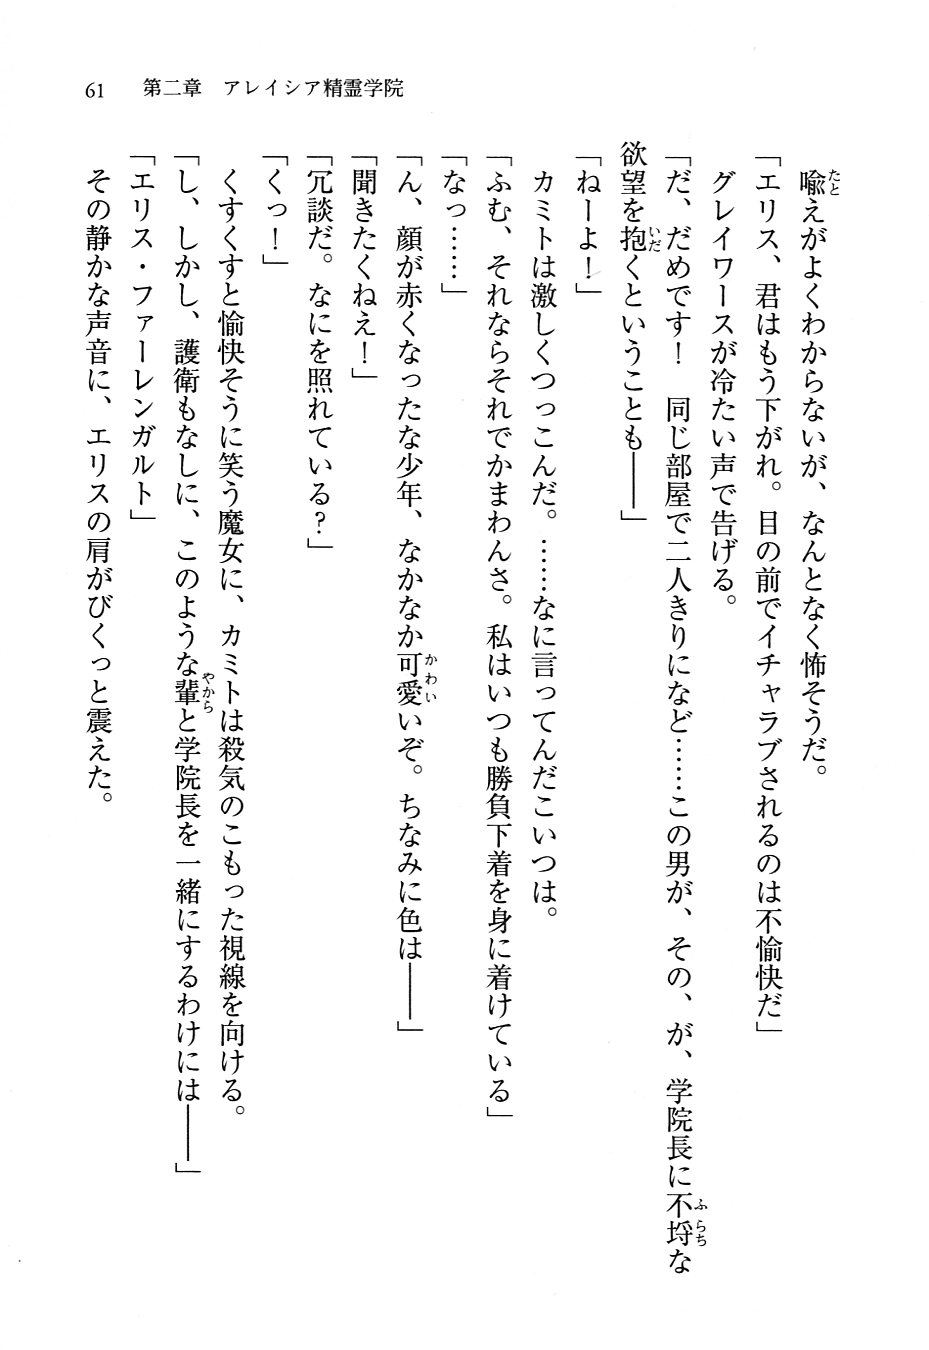 61　第二章　アレイシア精霊学院
喩えがよくわからないが、なんとなく怖そうだ。
「エリス、君はもう下がれ。目の前でイチャラブされるのは不愉快だ」
グレイワースが冷たい声で告げる。
「だ、だめです！　同じ部屋で二人きりになど……この男が、その、が、学院長に不埒な
欲望を抱くということも――」
「ねーよ！」
カミトは激しくつっこんだ。……なに言ってんだこいつは。
「ふむ、それならそれでかまわんさ。私はいつも勝負下着を身に着けている」
「なっ……」
「ん、顔が赤くなったな少年、なかなか可愛いぞ。ちなみに色は――」
「聞きたくねえ！」
「冗談だ。なにを照れている？」
「くっ！」
くすくすと愉快そうに笑う魔女に、カミトは殺気のこもった視線を向ける。
「し、しかし、護衛もなしに、このような輩と学院長を一緒にするわけには――」
「エリス・ファーレンガルト」
その静かな声音に、エリスの肩がびくっと震えた。